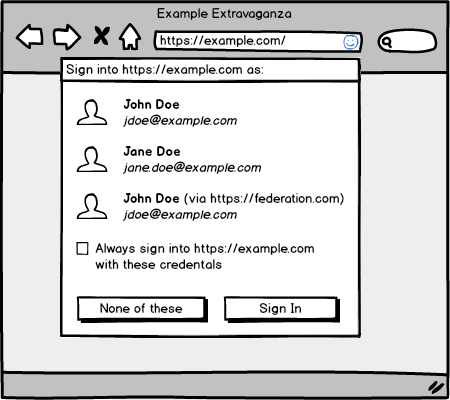 Example Extravaganza
https://example.com/
Sign into https://example.com as:
John Doe
jdoe@example.com
Jane Doe
jane.doe@example.com
John Doe (via https://federation.com)
jdoe@example.com
Always sign into https://example.com
with these credentals
None of these
Sign In